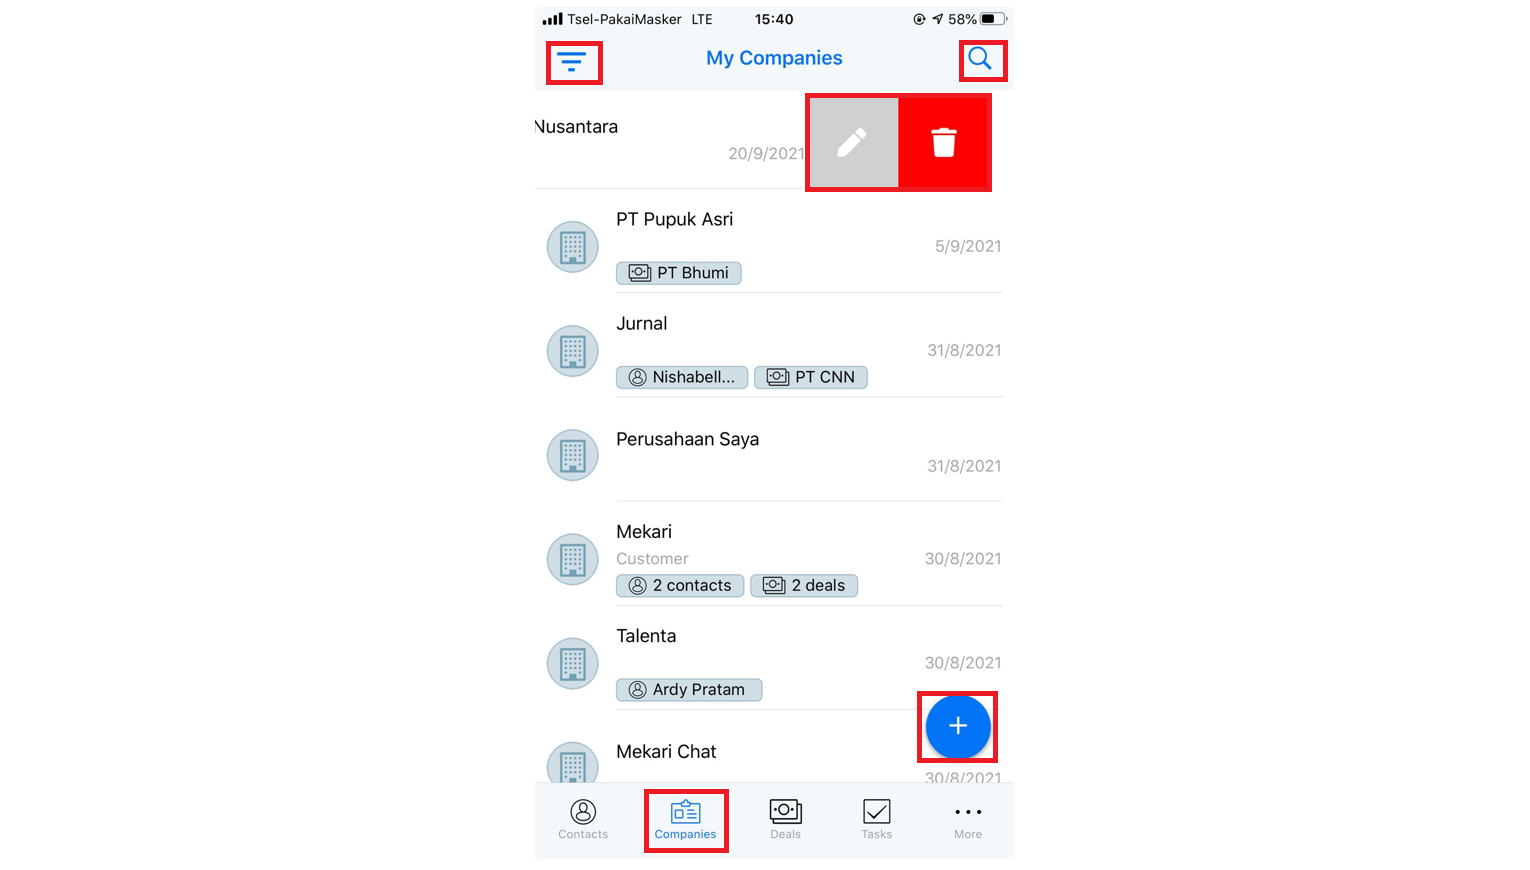 Tsel-PakaiMasker LTE 15:40 58%
My Companies
Nusantara
20/9/2021
PT Pupuk Asri
5/9/2021
PT Bhumi
Jurnal
31/8/2021
Nishabell... PT CNN
Perusahaan Saya
31/8/2021
Mekari
Customer 30/8/2021
2 contacts 2 deals
Talenta
30/8/2021
Ardy Pratam
Mekari Chat
30/8/2021
Contacts Companies Deals Tasks More